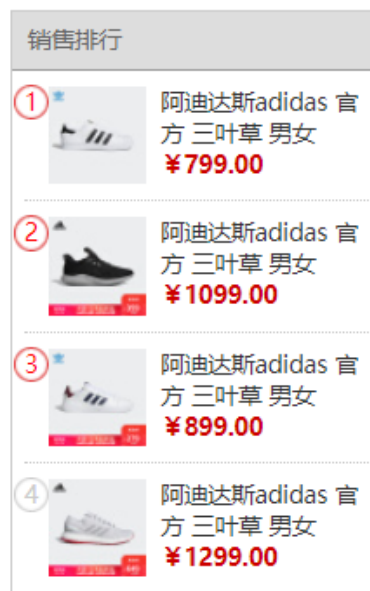 销售排行
1
阿迪达斯adidas 官
方 三叶草 男女
￥799.00
2
阿迪达斯adidas 官
方 三叶草 男女
￥1099.00
3
阿迪达斯adidas 官
方 三叶草 男女
￥899.00
4
阿迪达斯adidas 官
方 三叶草 男女
￥1299.00